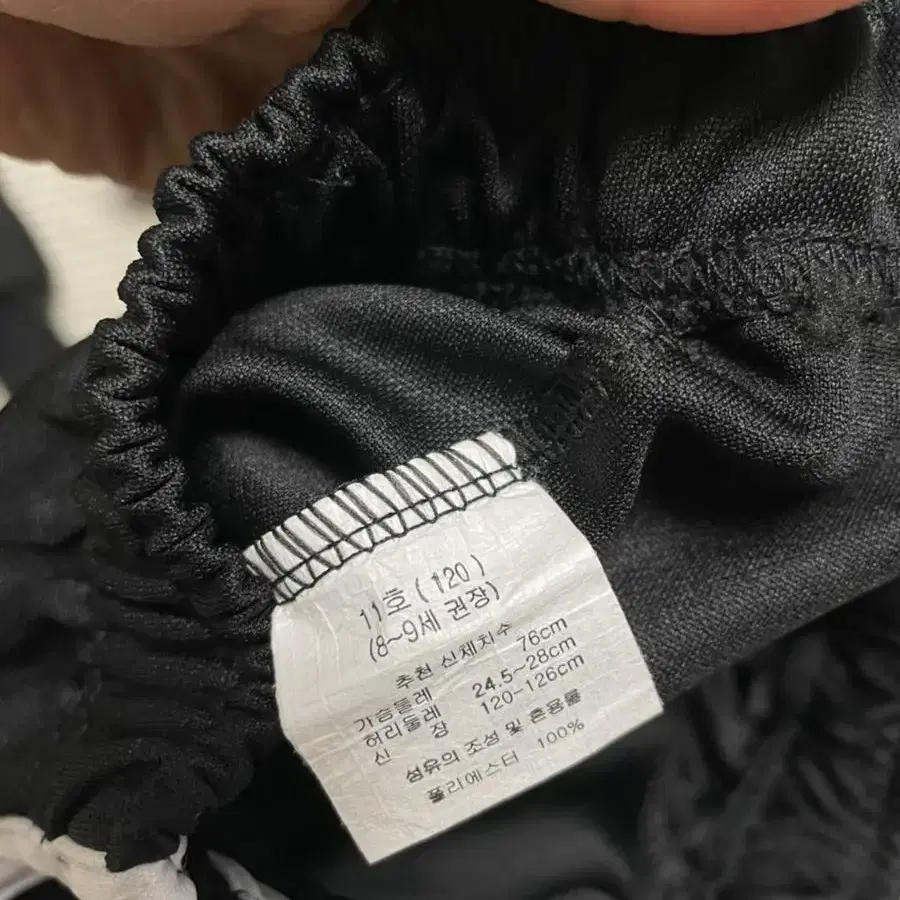 11호(120)
(8~9세 권장)
추천 신체치수
가슴둘레 76cm
허리둘레 24.5~28cm
신 장 120-126cm
섬유의 조성 및 혼용률
폴리에스터 100%